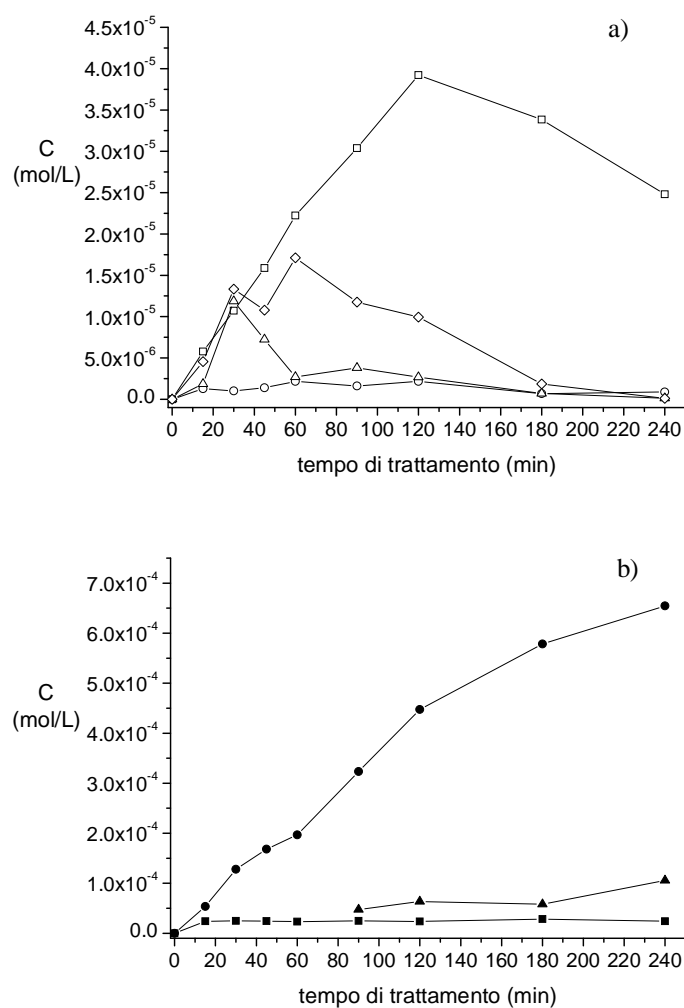 a)
4.5x10⁻⁵
4.0x10⁻⁵
3.5x10⁻⁵
C
(mol/L)
3.0x10⁻⁵
2.5x10⁻⁵
2.0x10⁻⁵
1.5x10⁻⁵
1.0x10⁻⁵
5.0x10⁻⁶
0.0
0 20 40 60 80 100 120 140 160 180 200 220 240
tempo di trattamento (min)
b)
7.0x10⁻⁴
6.0x10⁻⁴
5.0x10⁻⁴
C
(mol/L)
4.0x10⁻⁴
3.0x10⁻⁴
2.0x10⁻⁴
1.0x10⁻⁴
0.0
0 20 40 60 80 100 120 140 160 180 200 220 240
tempo di trattamento (min)